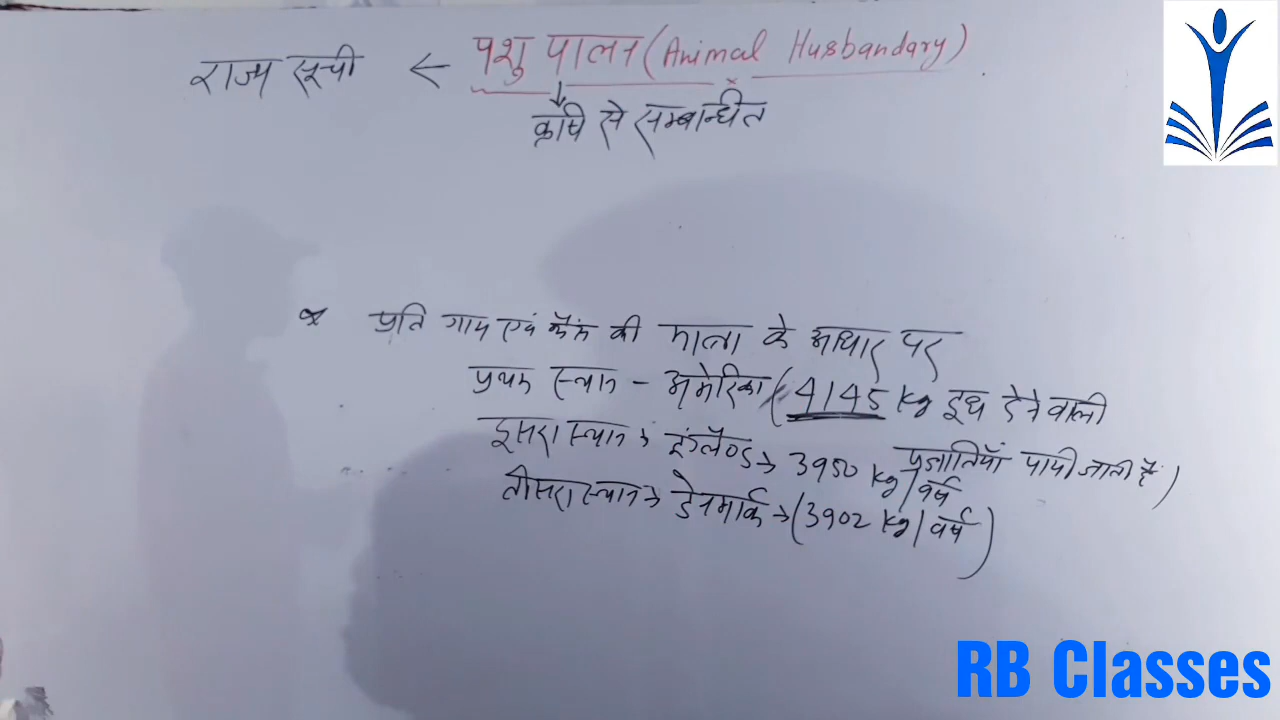 राज्य सूची ← पशु पालन (Animal Husbandary)
कृषि से सम्बन्धित
* प्रति गाय एवं भैंस की मात्रा के आधार पर
प्रथम स्थान - अमेरिका (4145 kg दूध देने वाली
प्रजातियाँ पायी जाती है)
दूसरा स्थान → इंग्लैण्ड → 3950 kg/वर्ष
तीसरा स्थान → डेनमार्क → (3902 kg/वर्ष)
RB Classes